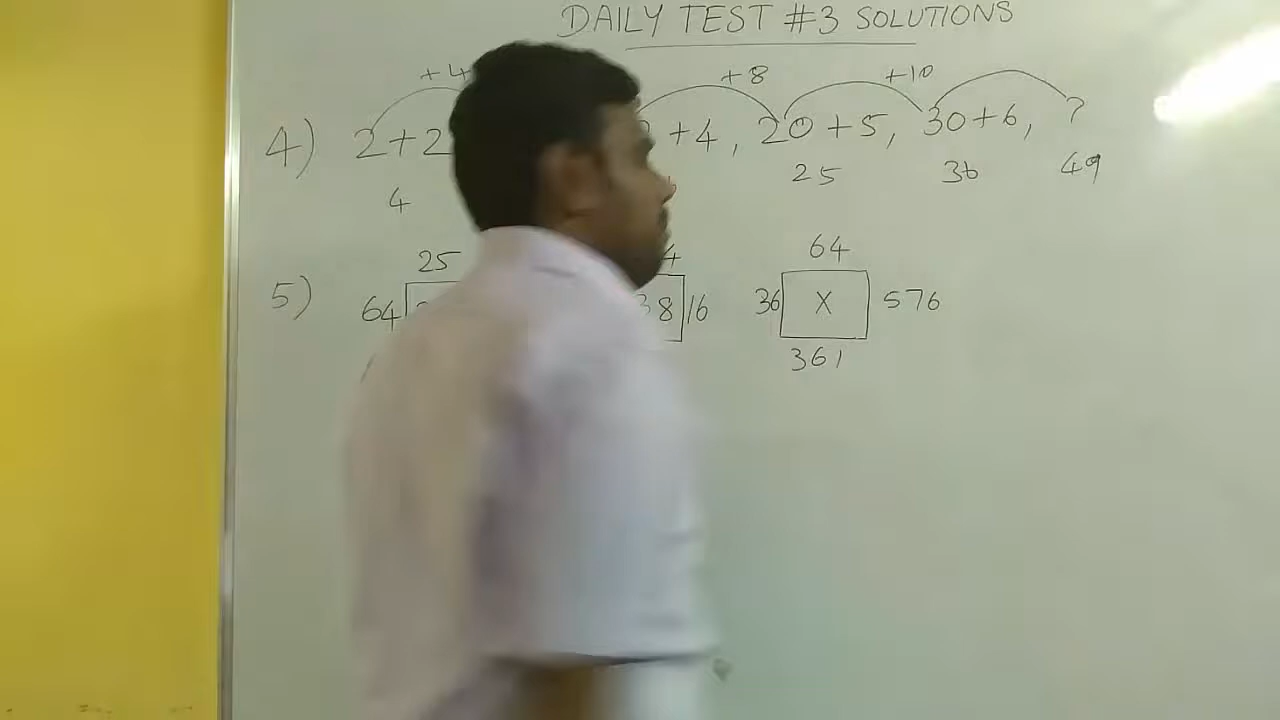 DAILY TEST #3 SOLUTIONS
+4 +8 +10
4) 2+2 +4, 20+5, 30+6, ?
4 25 36 49
25 64
5) 64 8 16 36 X 576
361